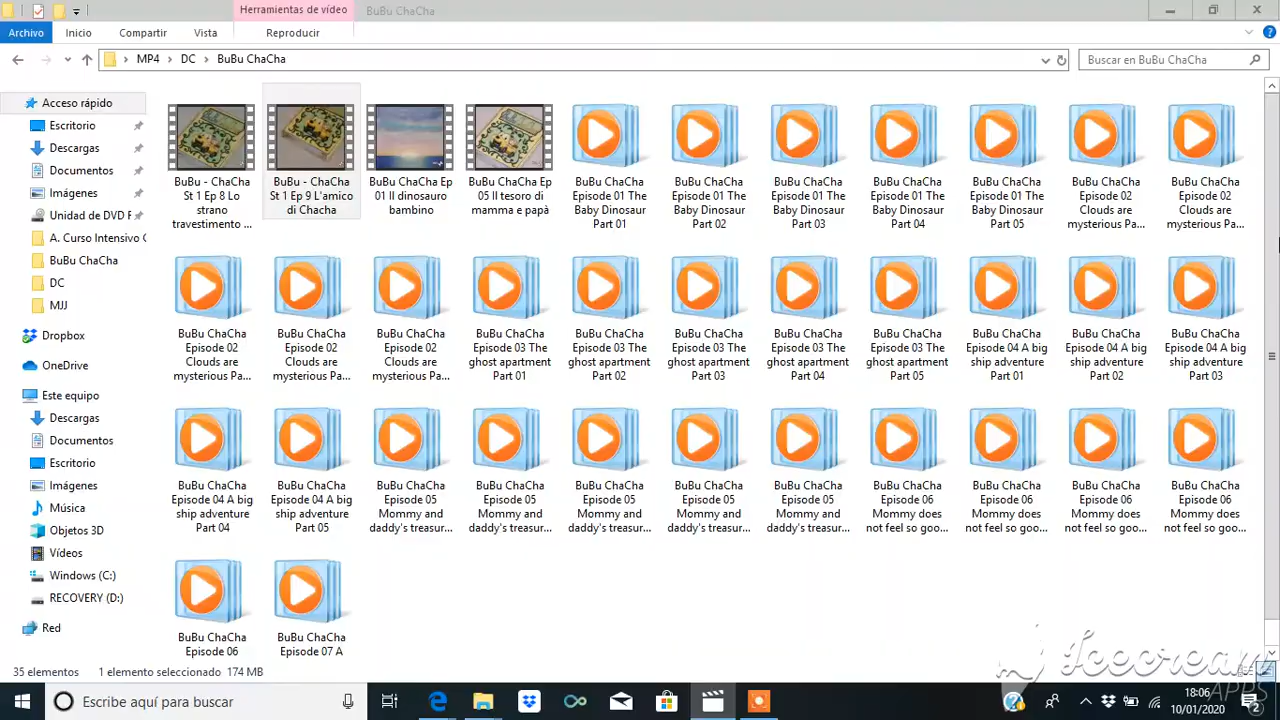 Herramientas de vídeo
BuBu ChaCha
Archivo
Inicio
Compartir
Vista
Reproducir
MP4 › DC › BuBu ChaCha
Buscar en BuBu ChaCha
Acceso rápido
Escritorio
Descargas
Documentos
Imágenes
Unidad de DVD F
A. Curso Intensivo C
BuBu ChaCha
DC
MJJ
Dropbox
OneDrive
Este equipo
Descargas
Documentos
Escritorio
Imágenes
Música
Objetos 3D
Vídeos
Windows (C:)
RECOVERY (D:)
Red
BuBu - ChaCha
St 1 Ep 8 Lo
strano
travestimento ...
BuBu - ChaCha
St 1 Ep 9 L'amico
di Chacha
BuBu ChaCha Ep
01 Il dinosauro
bambino
BuBu ChaCha Ep
05 Il tesoro di
mamma e papà
BuBu ChaCha
Episode 01 The
Baby Dinosaur
Part 01
BuBu ChaCha
Episode 01 The
Baby Dinosaur
Part 02
BuBu ChaCha
Episode 01 The
Baby Dinosaur
Part 03
BuBu ChaCha
Episode 01 The
Baby Dinosaur
Part 04
BuBu ChaCha
Episode 01 The
Baby Dinosaur
Part 05
BuBu ChaCha
Episode 02
Clouds are
mysterious Pa...
BuBu ChaCha
Episode 02
Clouds are
mysterious Pa...
BuBu ChaCha
Episode 02
Clouds are
mysterious Pa...
BuBu ChaCha
Episode 02
Clouds are
mysterious Pa...
BuBu ChaCha
Episode 02
Clouds are
mysterious Pa...
BuBu ChaCha
Episode 03 The
ghost apartment
Part 01
BuBu ChaCha
Episode 03 The
ghost apartment
Part 02
BuBu ChaCha
Episode 03 The
ghost apartment
Part 03
BuBu ChaCha
Episode 03 The
ghost apartment
Part 04
BuBu ChaCha
Episode 03 The
ghost apartment
Part 05
BuBu ChaCha
Episode 04 A big
ship adventure
Part 01
BuBu ChaCha
Episode 04 A big
ship adventure
Part 02
BuBu ChaCha
Episode 04 A big
ship adventure
Part 03
BuBu ChaCha
Episode 04 A big
ship adventure
Part 04
BuBu ChaCha
Episode 04 A big
ship adventure
Part 05
BuBu ChaCha
Episode 05
Mommy and
daddy's treasur...
BuBu ChaCha
Episode 05
Mommy and
daddy's treasur...
BuBu ChaCha
Episode 05
Mommy and
daddy's treasur...
BuBu ChaCha
Episode 05
Mommy and
daddy's treasur...
BuBu ChaCha
Episode 05
Mommy and
daddy's treasur...
BuBu ChaCha
Episode 06
Mommy does
not feel so goo...
BuBu ChaCha
Episode 06
Mommy does
not feel so goo...
BuBu ChaCha
Episode 06
Mommy does
not feel so goo...
BuBu ChaCha
Episode 06
Mommy does
not feel so goo...
BuBu ChaCha
Episode 06
BuBu ChaCha
Episode 07 A
35 elementos
1 elemento seleccionado
174 MB
Icecream
APPS
Escribe aquí para buscar
18:06
10/01/2020
2